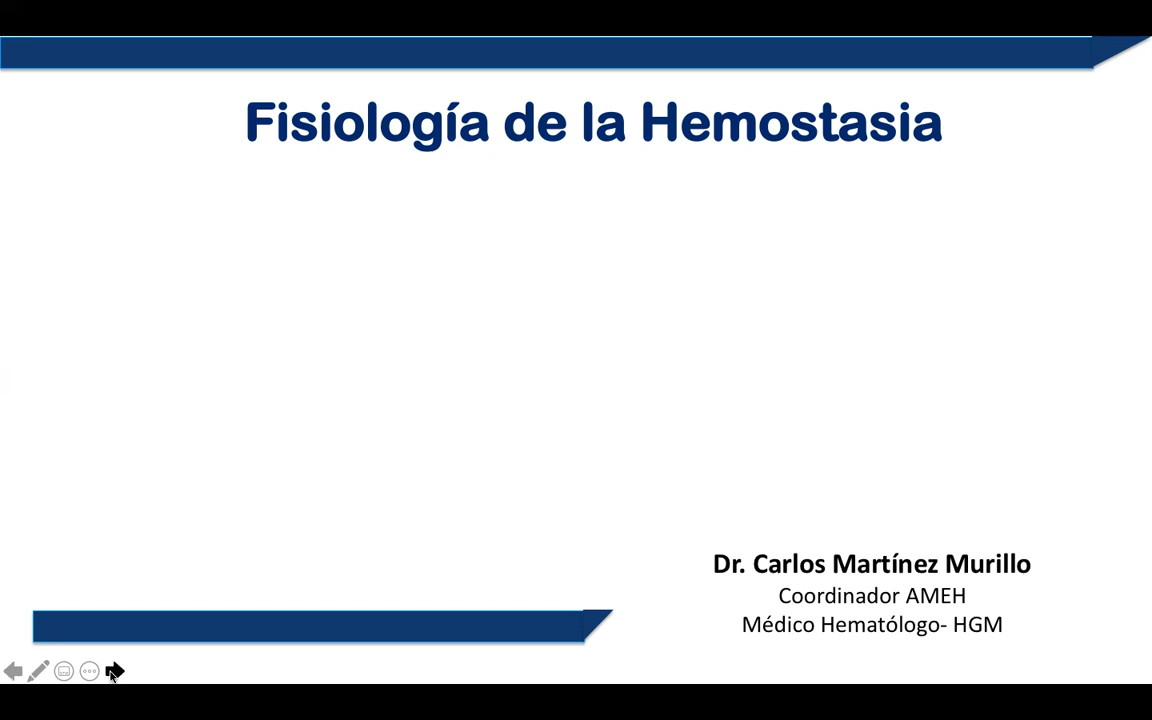 Fisiología de la Hemostasia
Dr. Carlos Martínez Murillo
Coordinador AMEH
Médico Hematólogo- HGM